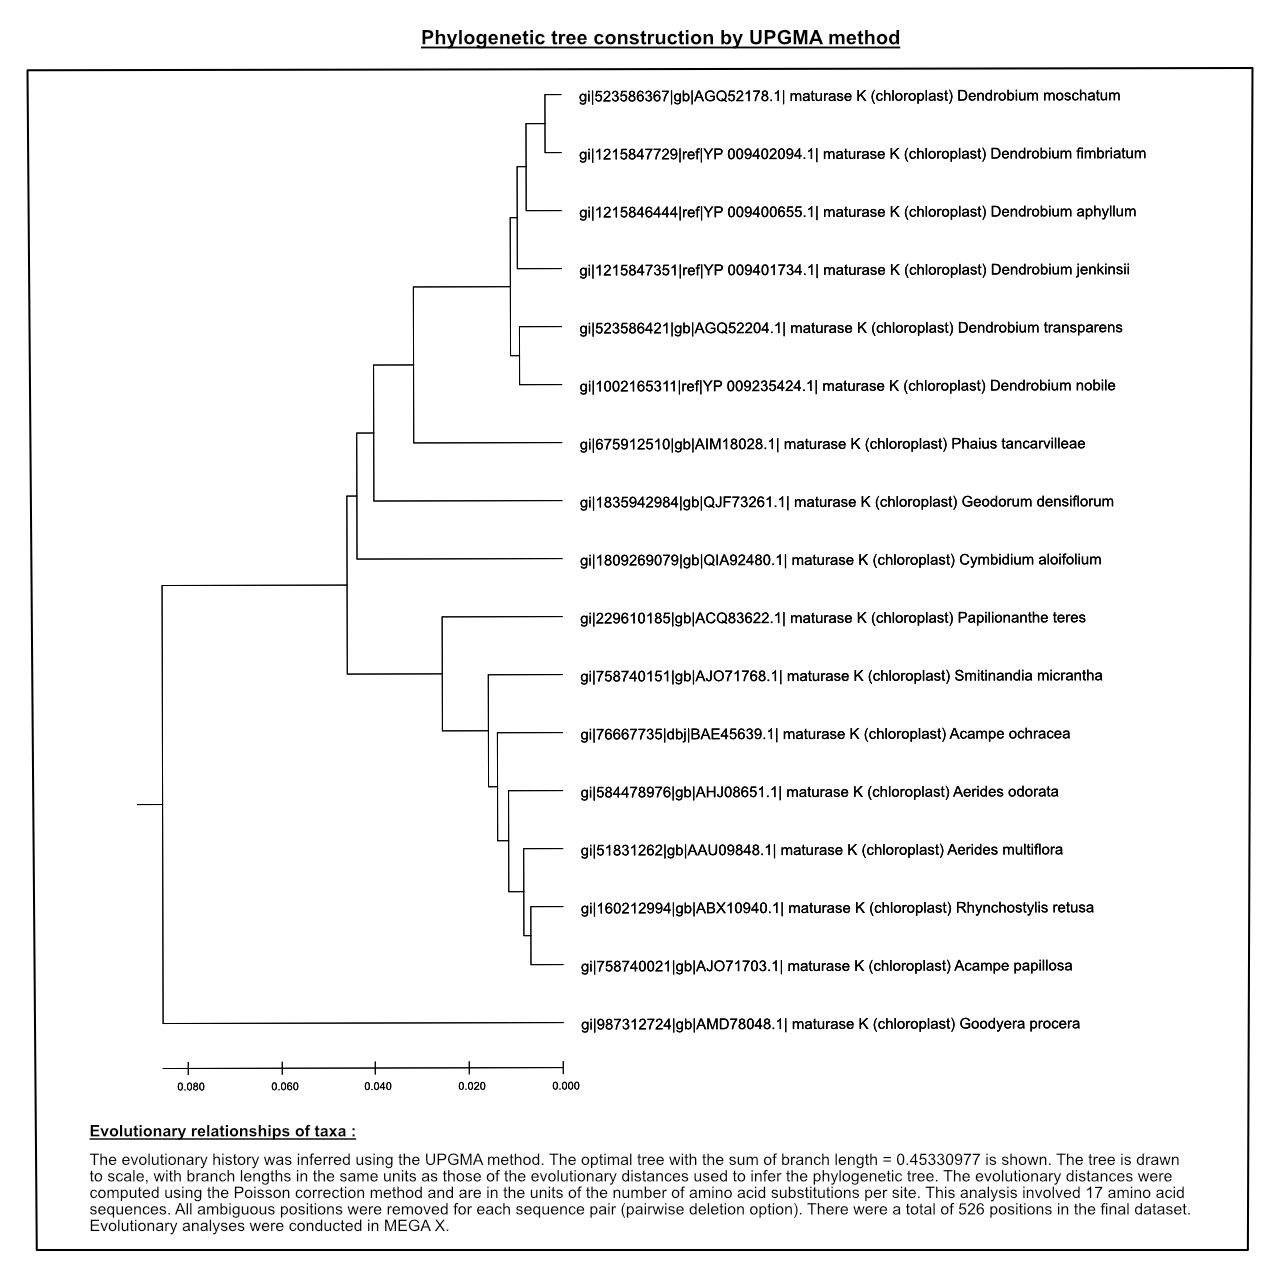 Phylogenetic tree construction by UPGMA method
gi|523586367|gb|AGQ52178.1| maturase K (chloroplast) Dendrobium moschatum
gi|1215847729|ref|YP 009402094.1| maturase K (chloroplast) Dendrobium fimbriatum
gi|1215846444|ref|YP 009400655.1| maturase K (chloroplast) Dendrobium aphyllum
gi|1215847351|ref|YP 009401734.1| maturase K (chloroplast) Dendrobium jenkinsii
gi|523586421|gb|AGQ52204.1| maturase K (chloroplast) Dendrobium transparens
gi|1002165311|ref|YP 009235424.1| maturase K (chloroplast) Dendrobium nobile
gi|675912510|gb|AIM18028.1| maturase K (chloroplast) Phaius tancarvilleae
gi|1835942984|gb|QJF73261.1| maturase K (chloroplast) Geodorum densiflorum
gi|1809269079|gb|QIA92480.1| maturase K (chloroplast) Cymbidium aloifolium
gi|229610185|gb|ACQ83622.1| maturase K (chloroplast) Papilionanthe teres
gi|758740151|gb|AJO71768.1| maturase K (chloroplast) Smitinandia micrantha
gi|76667735|dbj|BAE45639.1| maturase K (chloroplast) Acampe ochracea
gi|584478976|gb|AHJ08651.1| maturase K (chloroplast) Aerides odorata
gi|51831262|gb|AAU09848.1| maturase K (chloroplast) Aerides multiflora
gi|160212994|gb|ABX10940.1| maturase K (chloroplast) Rhynchostylis retusa
gi|758740021|gb|AJO71703.1| maturase K (chloroplast) Acampe papillosa
gi|987312724|gb|AMD78048.1| maturase K (chloroplast) Goodyera procera
0.080 0.060 0.040 0.020 0.000
Evolutionary relationships of taxa :
The evolutionary history was inferred using the UPGMA method. The optimal tree with the sum of branch length = 0.45330977 is shown. The tree is drawn
to scale, with branch lengths in the same units as those of the evolutionary distances used to infer the phylogenetic tree. The evolutionary distances were
computed using the Poisson correction method and are in the units of the number of amino acid substitutions per site. This analysis involved 17 amino acid
sequences. All ambiguous positions were removed for each sequence pair (pairwise deletion option). There were a total of 526 positions in the final dataset.
Evolutionary analyses were conducted in MEGA X.